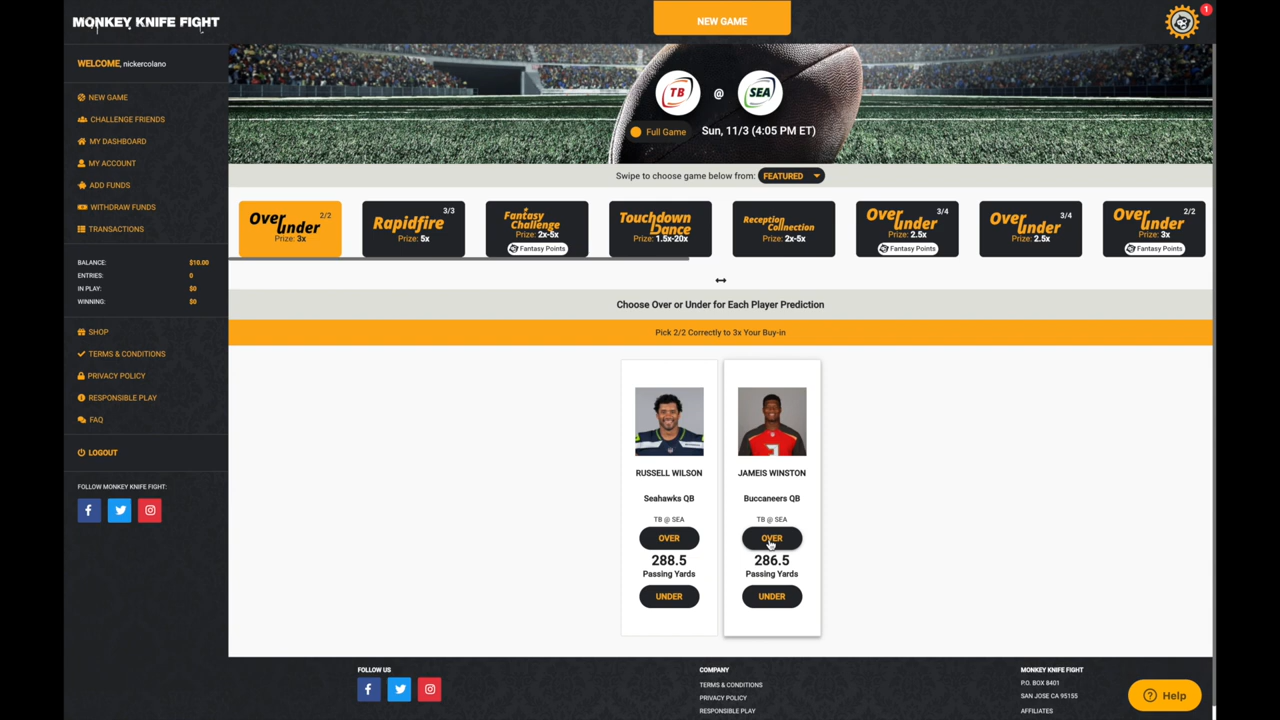 MONKEY KNIFE FIGHT
NEW GAME
1
WELCOME, nickercolano
NEW GAME
CHALLENGE FRIENDS
MY DASHBOARD
MY ACCOUNT
ADD FUNDS
WITHDRAW FUNDS
TRANSACTIONS
BALANCE: $10.00
ENTRIES: 0
IN PLAY: $0
WINNING: $0
SHOP
TERMS & CONDITIONS
PRIVACY POLICY
RESPONSIBLE PLAY
FAQ
LOGOUT
FOLLOW MONKEY KNIFE FIGHT:
TB @ SEA
Full Game Sun, 11/3 (4:05 PM ET)
Swipe to choose game below from: FEATURED
Over under 2/2
Prize: 3x
Rapidfire 3/3
Prize: 5x
Fantasy Challenge
Prize: 2x-5x
Fantasy Points
Touchdown Dance
Prize: 1.5x-20x
Reception Connection
Prize: 2x-5x
Over under 3/4
Prize: 2.5x
Fantasy Points
Over under 3/4
Prize: 2.5x
Over under 2/2
Prize: 3x
Fantasy Points
Choose Over or Under for Each Player Prediction
Pick 2/2 Correctly to 3x Your Buy-in
RUSSELL WILSON
Seahawks QB
TB @ SEA
OVER
288.5
Passing Yards
UNDER
JAMEIS WINSTON
Buccaneers QB
TB @ SEA
OVER
286.5
Passing Yards
UNDER
FOLLOW US
COMPANY
TERMS & CONDITIONS
PRIVACY POLICY
RESPONSIBLE PLAY
MONKEY KNIFE FIGHT
P.O. BOX 8401
SAN JOSE CA 95155
AFFILIATES
Help